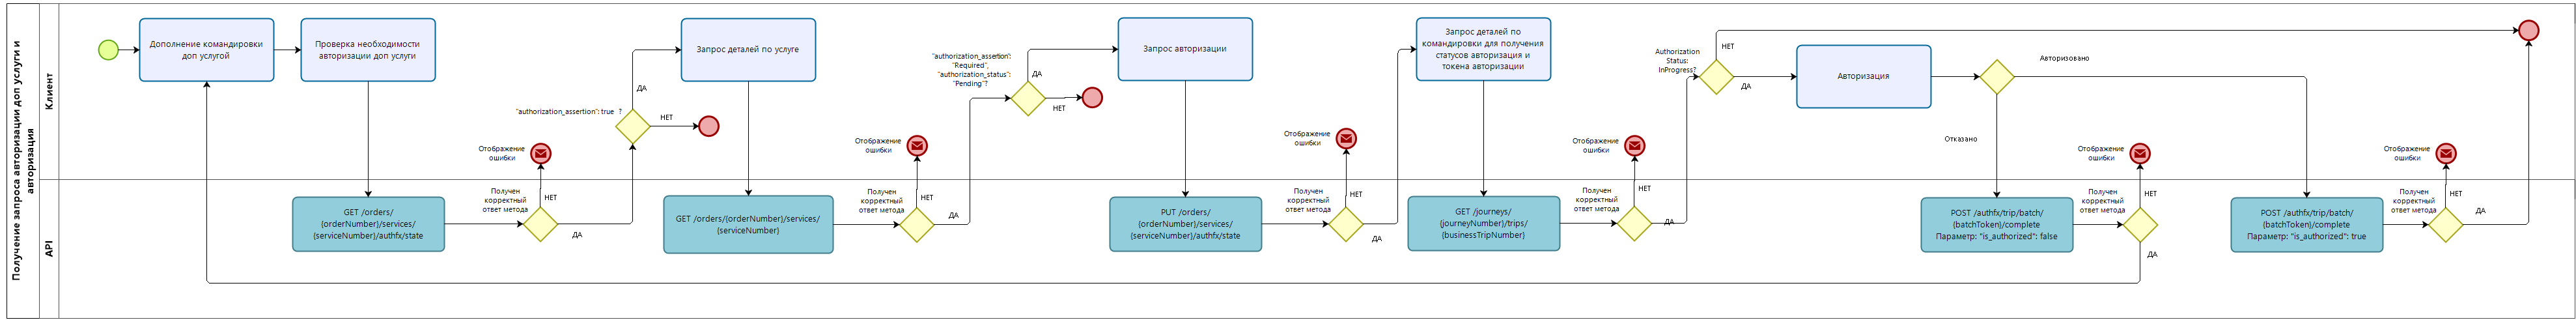 Получение запроса авторизации доп услуги и
авторизация
Клиент
API
Дополнение командировки
доп услугой
Проверка необходимости
авторизации доп услуги
GET /orders/
{orderNumber}/services/
{serviceNumber}/authfx/state
Получен
корректный
ответ метода
Отображение
ошибки
НЕТ
ДА
"authorization_assertion": true ?
ДА
НЕТ
Запрос деталей по услуге
GET /orders/{orderNumber}/services/
{serviceNumber}
Получен
корректный
ответ метода
Отображение
ошибки
НЕТ
ДА
"authorization_assertion":
"Required",
"authorization_status":
"Pending"?
ДА
НЕТ
Запрос авторизации
PUT /orders/
{orderNumber}/services/
{serviceNumber}/authfx/state
Получен
корректный
ответ метода
Отображение
ошибки
НЕТ
ДА
Запрос деталей по
командировки для получения
статусов авторизация и
токена авторизации
GET /journeys/
{journeyNumber}/trips/
{businessTripNumber}
Получен
корректный
ответ метода
Отображение
ошибки
НЕТ
ДА
Authorization
Status:
InProgress?
НЕТ
ДА
Авторизация
Авторизовано
Отказано
POST /authfx/trip/batch/
{batchToken}/complete
Параметр: "is_authorized": false
Получен
корректный
ответ метода
Отображение
ошибки
НЕТ
ДА
POST /authfx/trip/batch/
{batchToken}/complete
Параметр: "is_authorized": true
Получен
корректный
ответ метода
Отображение
ошибки
НЕТ
ДА